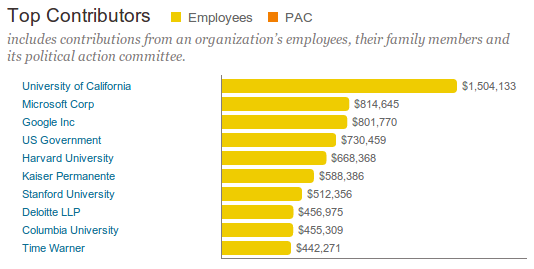 Top Contributors Employees PAC
includes contributions from an organization's employees, their family members and
its political action committee.
University of California $1,504,133
Microsoft Corp $814,645
Google Inc $801,770
US Government $730,459
Harvard University $668,368
Kaiser Permanente $588,386
Stanford University $512,356
Deloitte LLP $456,975
Columbia University $455,309
Time Warner $442,271